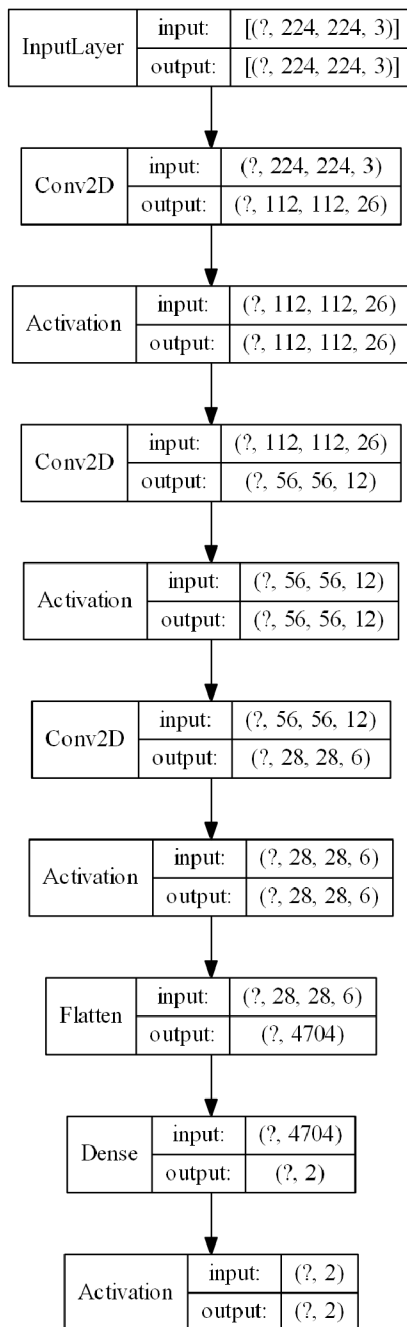 InputLayer input: [(?, 224, 224, 3)]
output: [(?, 224, 224, 3)]
Conv2D input: (?, 224, 224, 3)
output: (?, 112, 112, 26)
Activation input: (?, 112, 112, 26)
output: (?, 112, 112, 26)
Conv2D input: (?, 112, 112, 26)
output: (?, 56, 56, 12)
Activation input: (?, 56, 56, 12)
output: (?, 56, 56, 12)
Conv2D input: (?, 56, 56, 12)
output: (?, 28, 28, 6)
Activation input: (?, 28, 28, 6)
output: (?, 28, 28, 6)
Flatten input: (?, 28, 28, 6)
output: (?, 4704)
Dense input: (?, 4704)
output: (?, 2)
Activation input: (?, 2)
output: (?, 2)